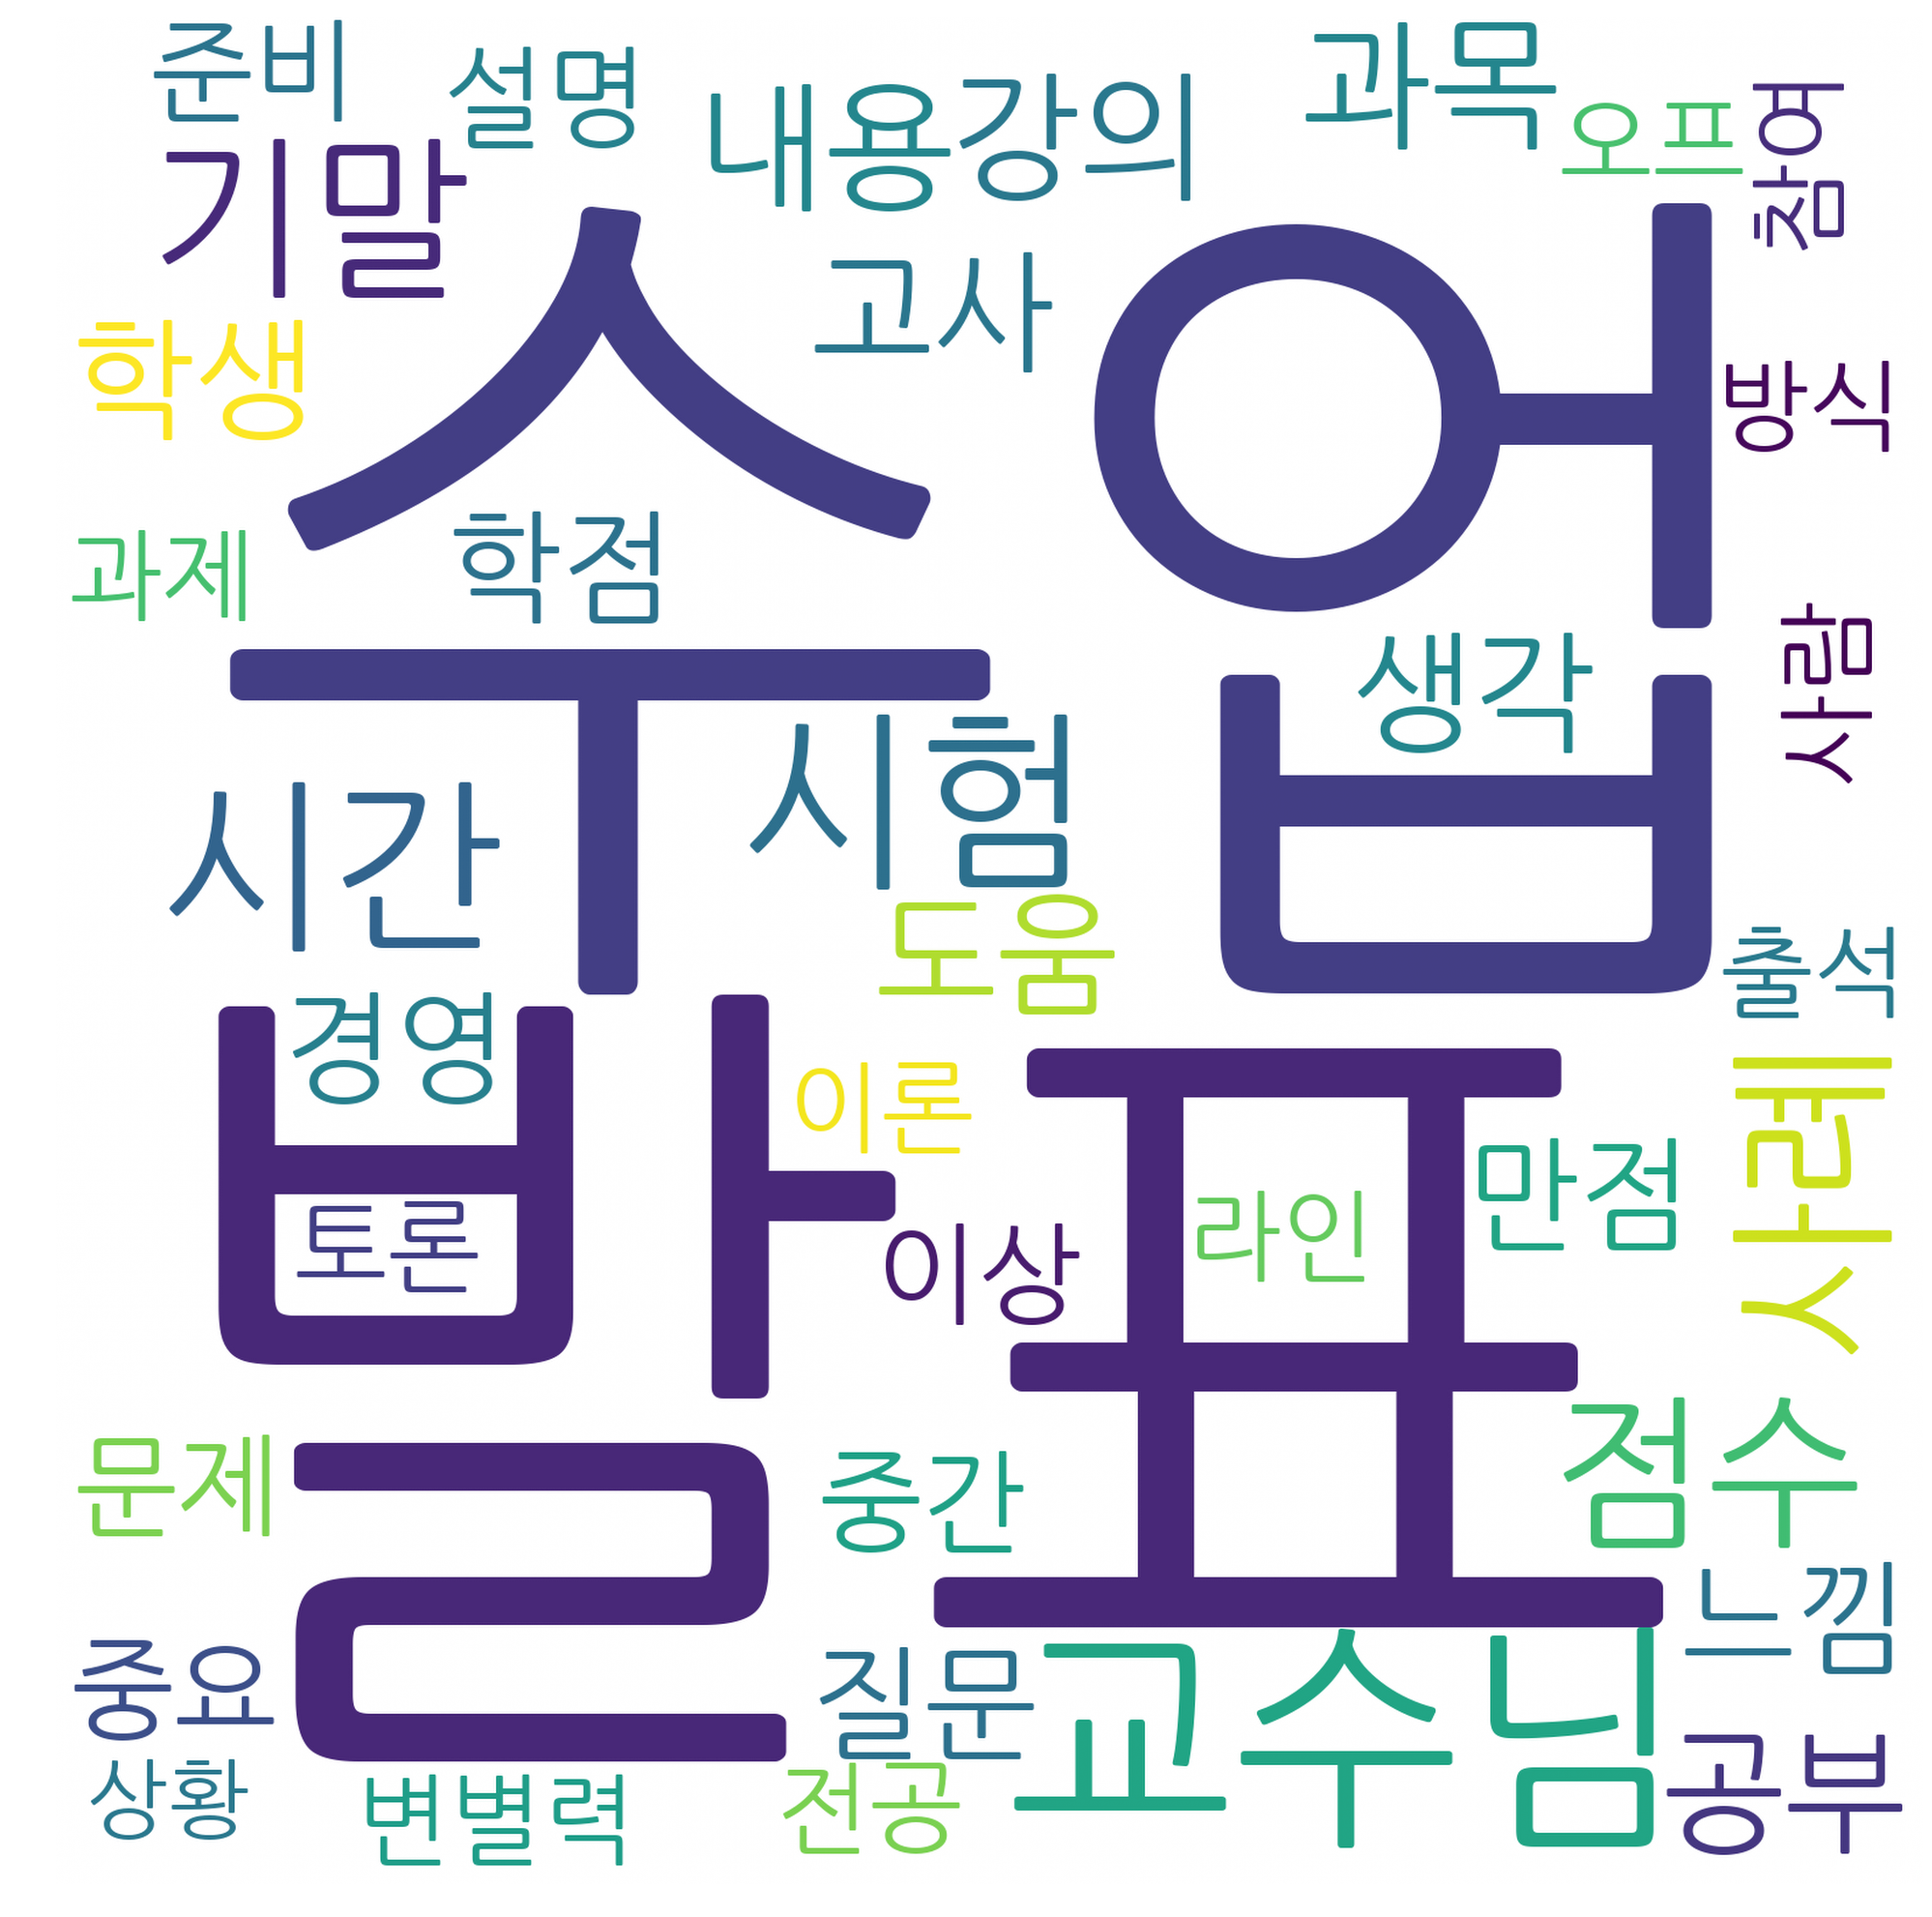 준비
설명
내용
강의
과목
오프
참여
기말
고사
학생
수업
방식
과제
학점
생각
사람
시간
시험
도움
출석
경영
발표
이론
사례
토론
이상
라인
만점
문제
중간
점수
느낌
중요
질문
교수님
공부
상황
변별력
전공